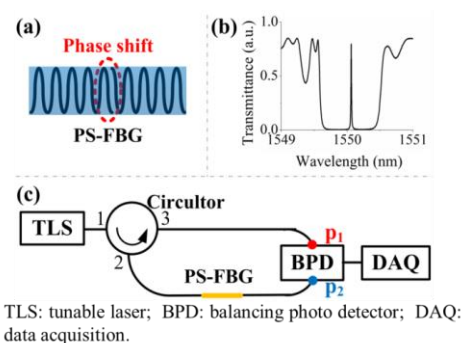 (a)
Phase shift
PS-FBG
(b)
Transmittance (a.u.)
1.0
0.5
0.0
1549
1550
1551
Wavelength (nm)
(c)
Circultor
TLS
1
3
2
PS-FBG
p1
BPD
p2
DAQ
TLS: tunable laser; BPD: balancing photo detector; DAQ:
data acquisition.